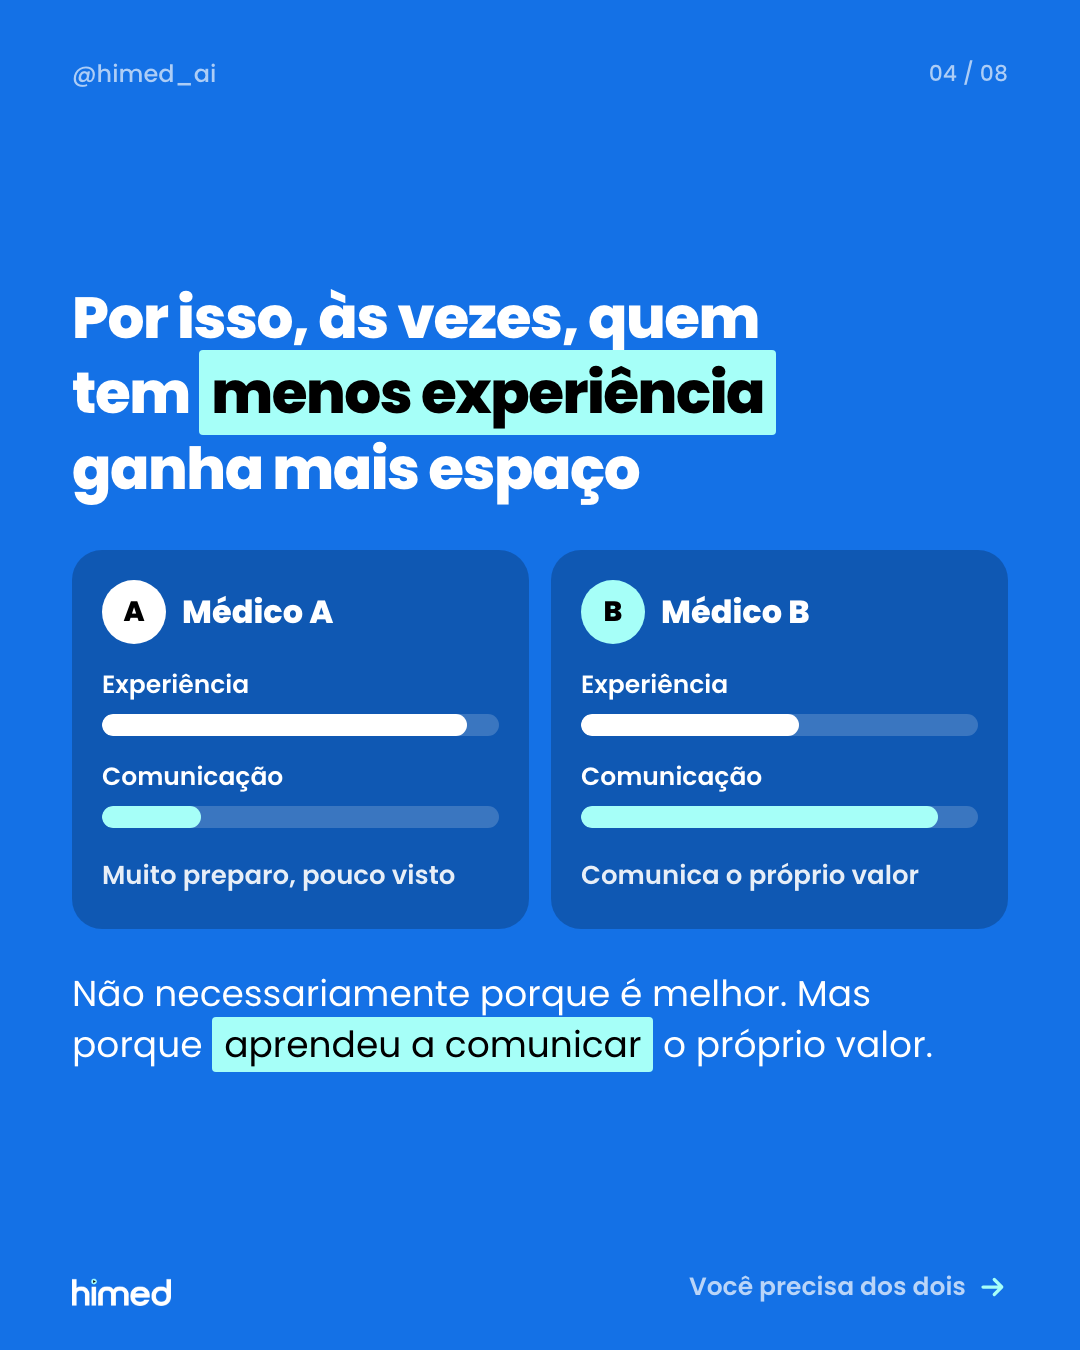 @himed_ai
04 / 08
Por isso, às vezes, quem
tem menos experiência
ganha mais espaço
A
Médico A
Experiência
Comunicação
Muito preparo, pouco visto
B
Médico B
Experiência
Comunicação
Comunica o próprio valor
Não necessariamente porque é melhor. Mas
porque aprendeu a comunicar o próprio valor.
himed
Você precisa dos dois →